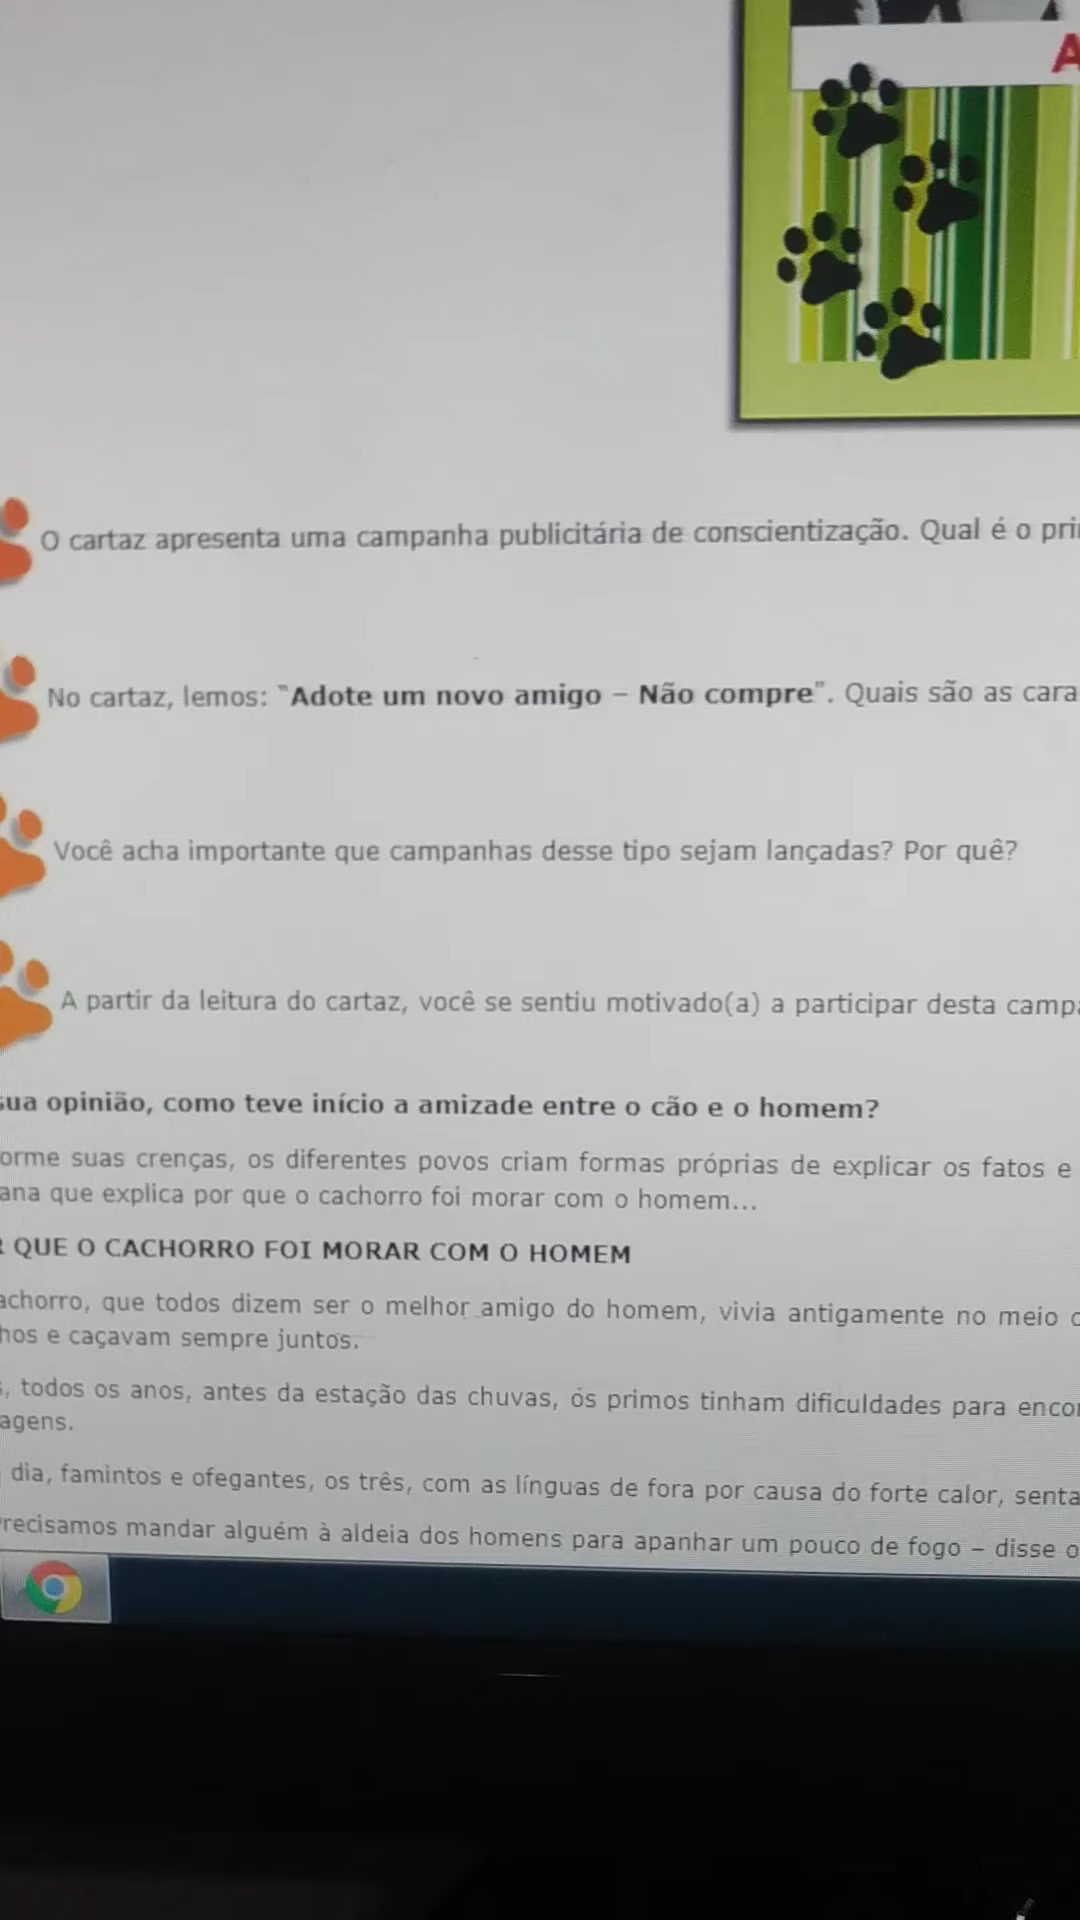 A
O cartaz apresenta uma campanha publicitária de conscientização. Qual é o
No cartaz, lemos: "Adote um novo amigo – Não compre". Quais são as
Você acha importante que campanhas desse tipo sejam lançadas? Por quê?
A partir da leitura do cartaz, você se sentiu motivado(a) a participar desta
sua opinião, como teve início a amizade entre o cão e o homem?
orme suas crenças, os diferentes povos criam formas próprias de explicar os fatos e
ana que explica por que o cachorro foi morar com o homem...
R QUE O CACHORRO FOI MORAR COM O HOMEM
achorro, que todos dizem ser o melhor amigo do homem, vivia antigamente no meio
hos e caçavam sempre juntos.
s, todos os anos, antes da estação das chuvas, os primos tinham dificuldades para
agens.
dia, famintos e ofegantes, os três, com as línguas de fora por causa do forte calor,
Precisamos mandar alguém à aldeia dos homens para apanhar um pouco de fogo – disse o